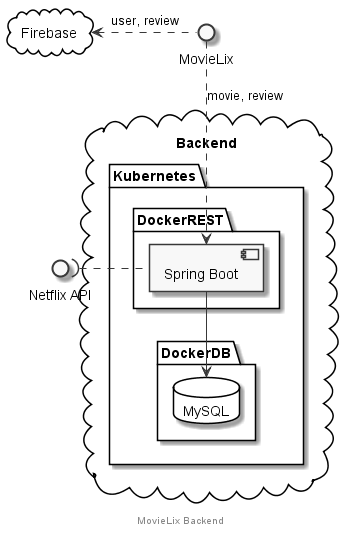 user, review
Firebase
MovieLix
movie, review
Backend
Kubernetes
DockerREST
Spring Boot
Netflix API
DockerDB
MySQL
MovieLix Backend